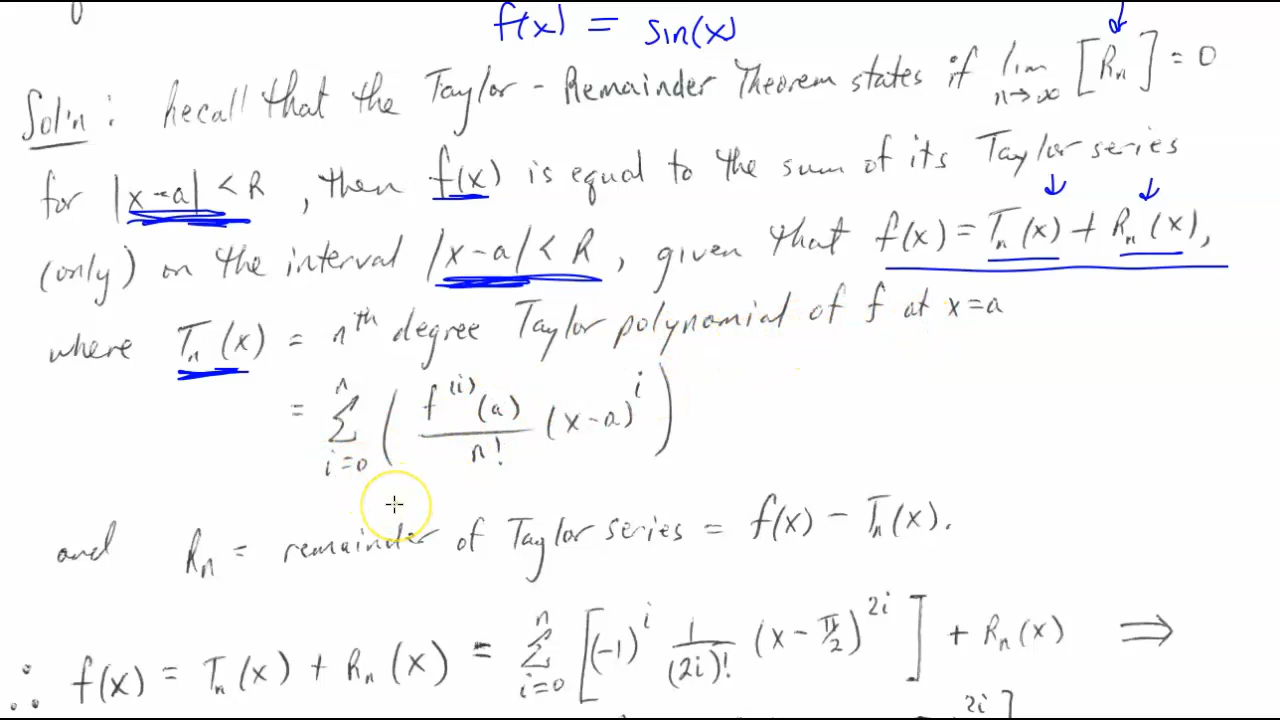 f(x) = sin(x)
Sol'n : Recall that the Taylor - Remainder Theorem states if lim n→∞ [Rn] = 0
for |x-a| < R , then f(x) is equal to the sum of its Taylor series
(only) on the interval |x-a| < R , given that f(x) = Tn(x) + Rn(x),
where Tn(x) = nth degree Taylor polynomial of f at x=a
= Σ i=0 n ( f^(i)(a) / n! (x-a)^i )
and Rn = remainder of Taylor series = f(x) - Tn(x).
∴ f(x) = Tn(x) + Rn(x) = Σ i=0 n [ (-1)^i 1/(2i)! (x - π/2)^2i ] + Rn(x) ⇒
2i ]